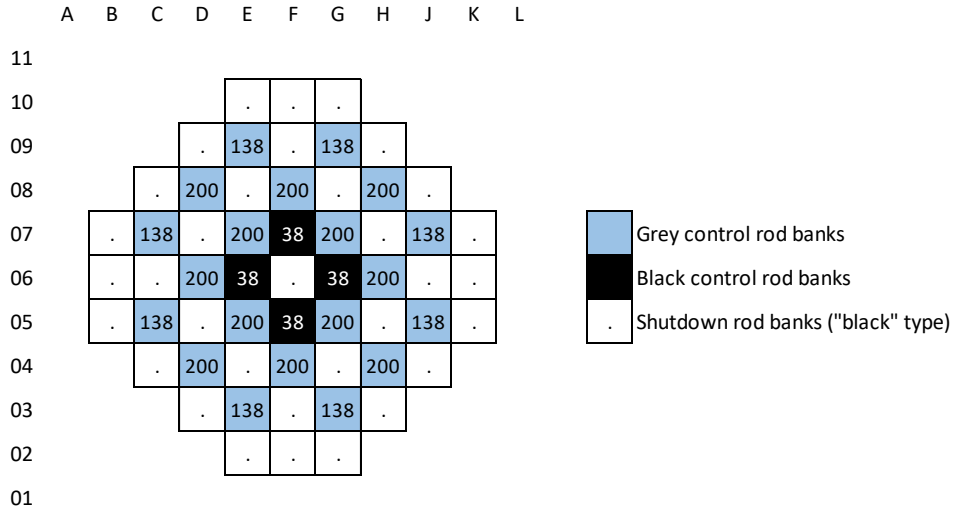 A B C D E F G H J K L
11
10 . . .
09 . 138 . 138 .
08 . 200 . 200 . 200 .
07 . 138 . 200 38 200 . 138 . Grey control rod banks
06 . . 200 38 . 38 200 . . Black control rod banks
05 . 138 . 200 38 200 . 138 . . Shutdown rod banks ("black" type)
04 . 200 . 200 . 200 .
03 . 138 . 138 .
02 . . .
01